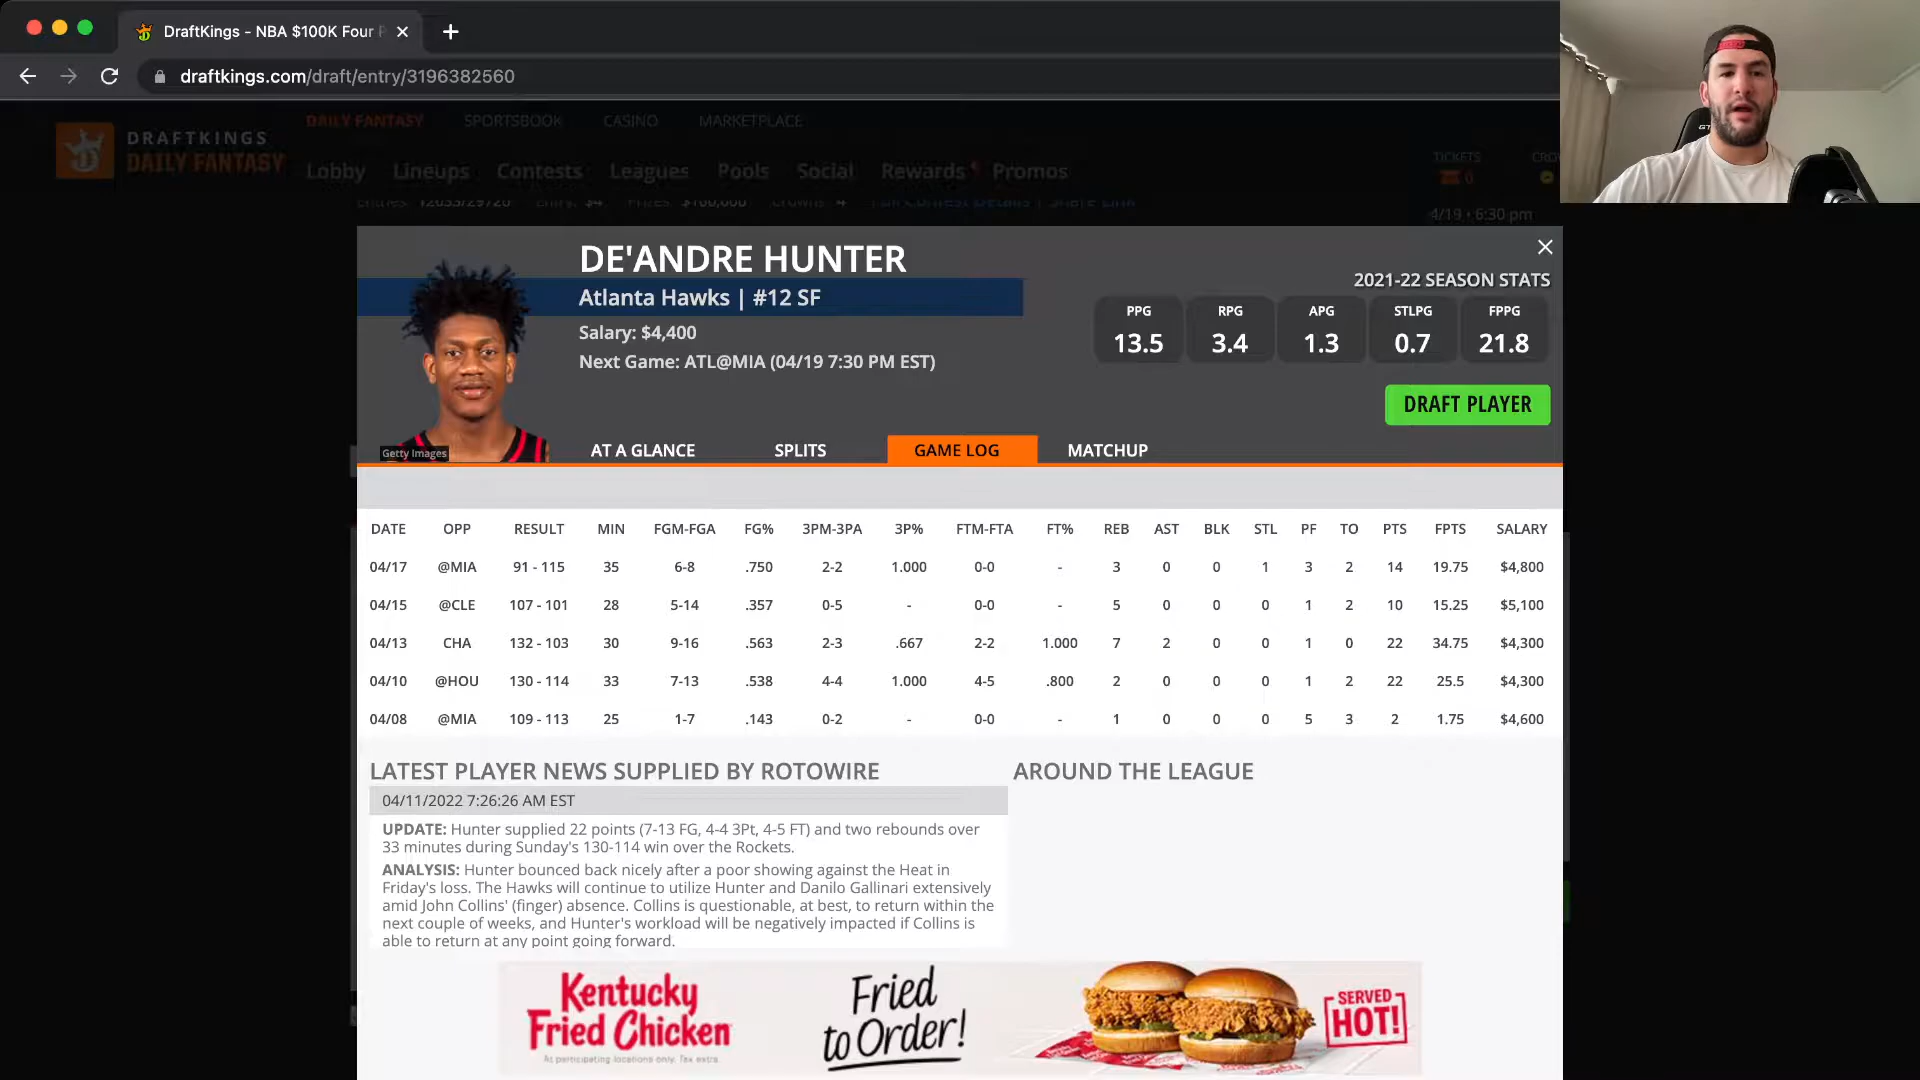 DraftKings - NBA $100K Four P
draftkings.com/draft/entry/3196382560
DRAFTKINGS
DAILY FANTASY
DAILY FANTASY SPORTSBOOK CASINO MARKETPLACE
Lobby Lineups Contests Leagues Pools Social Rewards Promos
TICKETS
0
CRO
4/19 • 6:30 pm
DE'ANDRE HUNTER
Atlanta Hawks | #12 SF
Salary: $4,400
Next Game: ATL@MIA (04/19 7:30 PM EST)
Getty Images
2021-22 SEASON STATS
PPG RPG APG STLPG FPPG
13.5 3.4 1.3 0.7 21.8
DRAFT PLAYER
AT A GLANCE SPLITS GAME LOG MATCHUP
DATE OPP RESULT MIN FGM-FGA FG% 3PM-3PA 3P% FTM-FTA FT% REB AST BLK STL PF TO PTS FPTS SALARY
04/17 @MIA 91 - 115 35 6-8 .750 2-2 1.000 0-0 - 3 0 0 1 3 2 14 19.75 $4,800
04/15 @CLE 107 - 101 28 5-14 .357 0-5 - 0-0 - 5 0 0 0 1 2 10 15.25 $5,100
04/13 CHA 132 - 103 30 9-16 .563 2-3 .667 2-2 1.000 7 2 0 0 1 0 22 34.75 $4,300
04/10 @HOU 130 - 114 33 7-13 .538 4-4 1.000 4-5 .800 2 0 0 0 1 2 22 25.5 $4,300
04/08 @MIA 109 - 113 25 1-7 .143 0-2 - 0-0 - 1 0 0 0 5 3 2 1.75 $4,600
LATEST PLAYER NEWS SUPPLIED BY ROTOWIRE
04/11/2022 7:26:26 AM EST
UPDATE: Hunter supplied 22 points (7-13 FG, 4-4 3Pt, 4-5 FT) and two rebounds over
33 minutes during Sunday's 130-114 win over the Rockets.
ANALYSIS: Hunter bounced back nicely after a poor showing against the Heat in
Friday's loss. The Hawks will continue to utilize Hunter and Danilo Gallinari extensively
amid John Collins' (finger) absence. Collins is questionable, at best, to return within the
next couple of weeks, and Hunter's workload will be negatively impacted if Collins is
able to return at any point going forward.
AROUND THE LEAGUE
Kentucky
Fried Chicken
At participating locations only. Tax extra.
Fried
to Order!
SERVED
HOT!